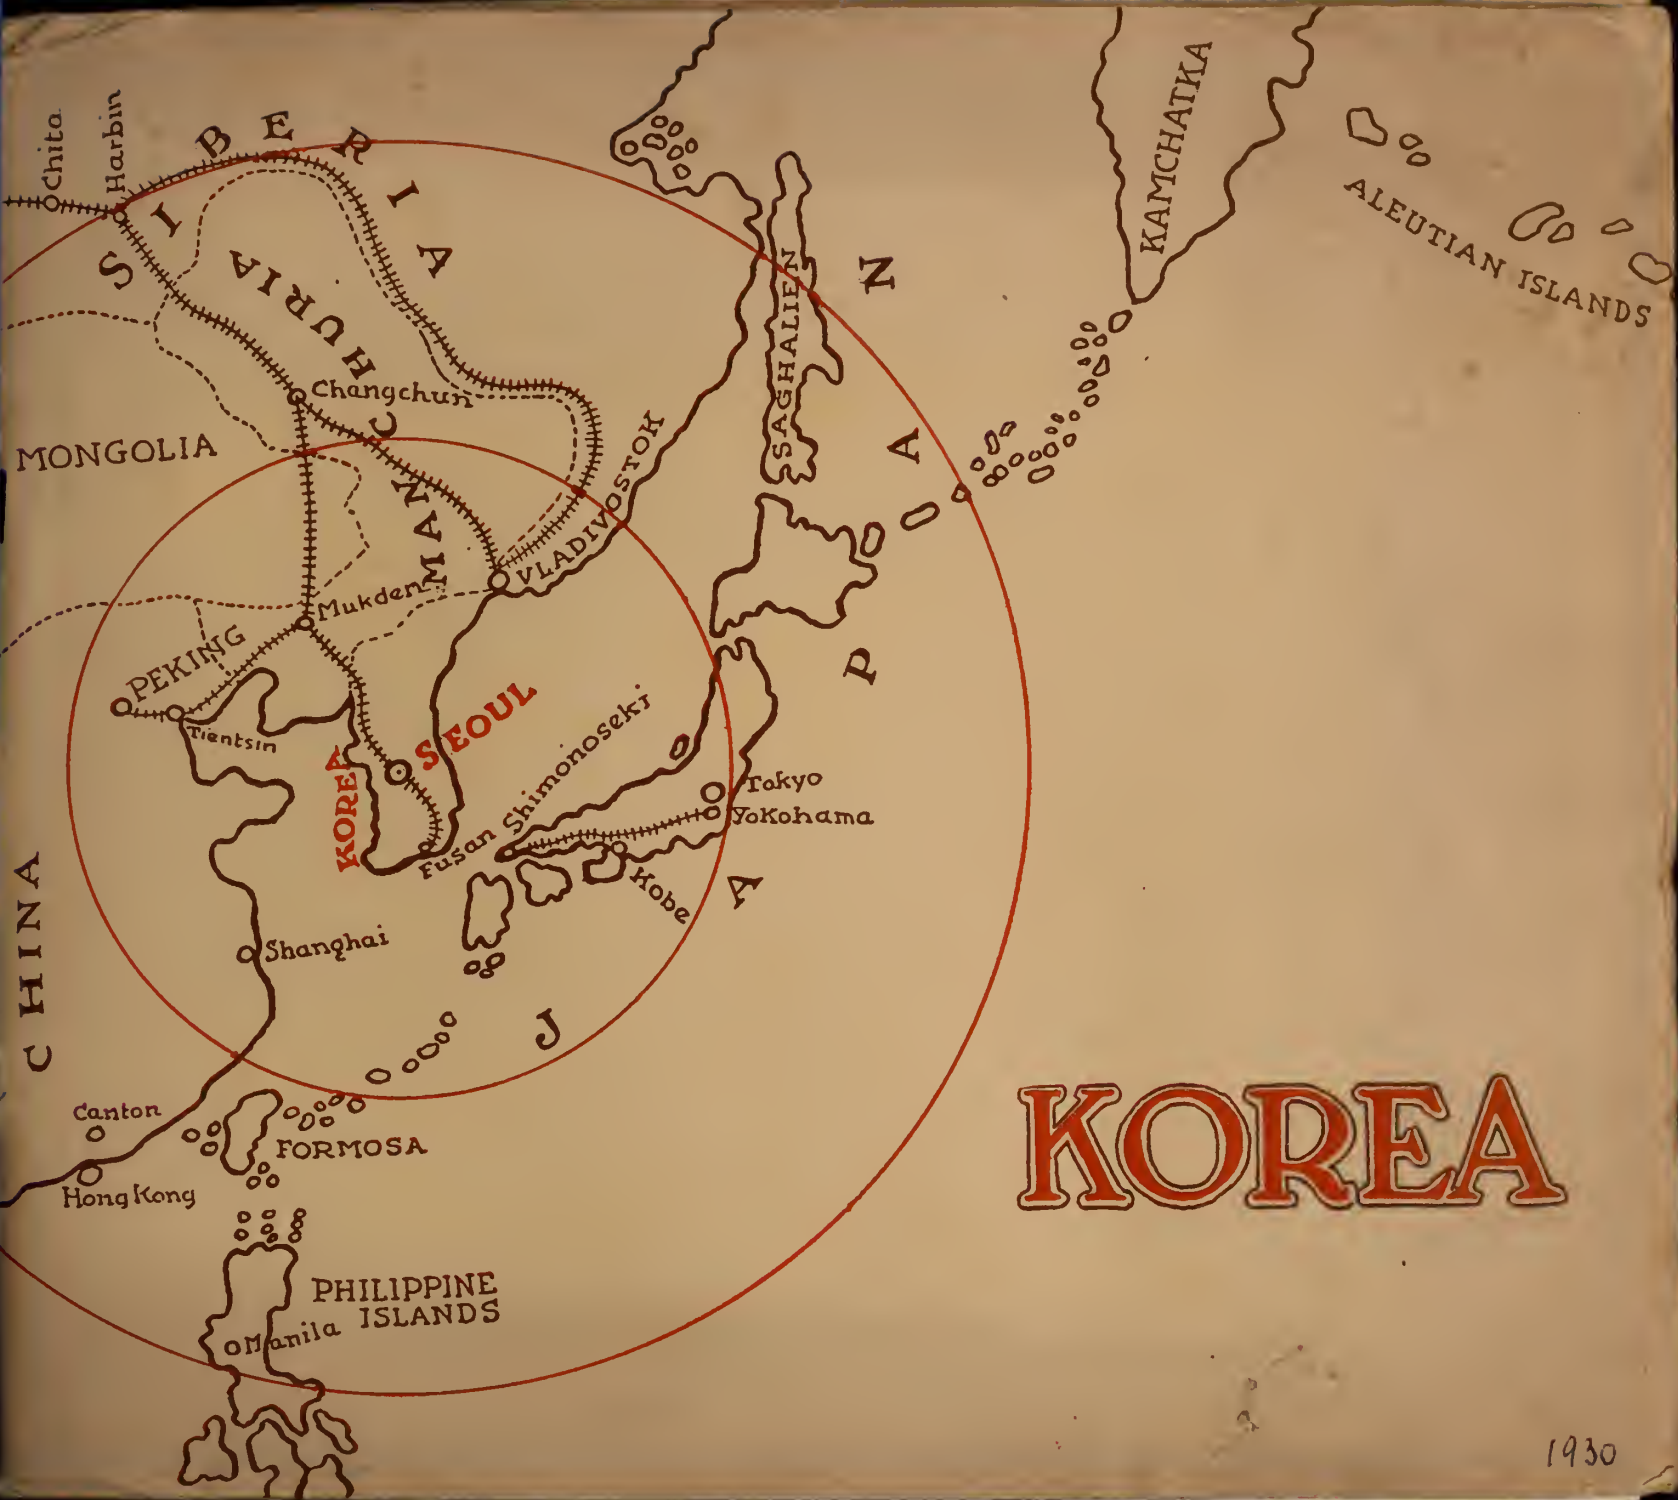 Chita
Harbin
SIBERIA
KAMCHATKA
ALEUTIAN ISLANDS
MANCHURIA
SAGHALIEN
Changchun
MONGOLIA
VLADIVOSTOK
Mukden
PEKING
Tientsin
SEOUL
KOREA
Fusan
Shimonoseki
Tokyo
Yokohama
Kobe
JAPAN
CHINA
Shanghai
Canton
Hong Kong
FORMOSA
PHILIPPINE
ISLANDS
Manila
KOREA
1930